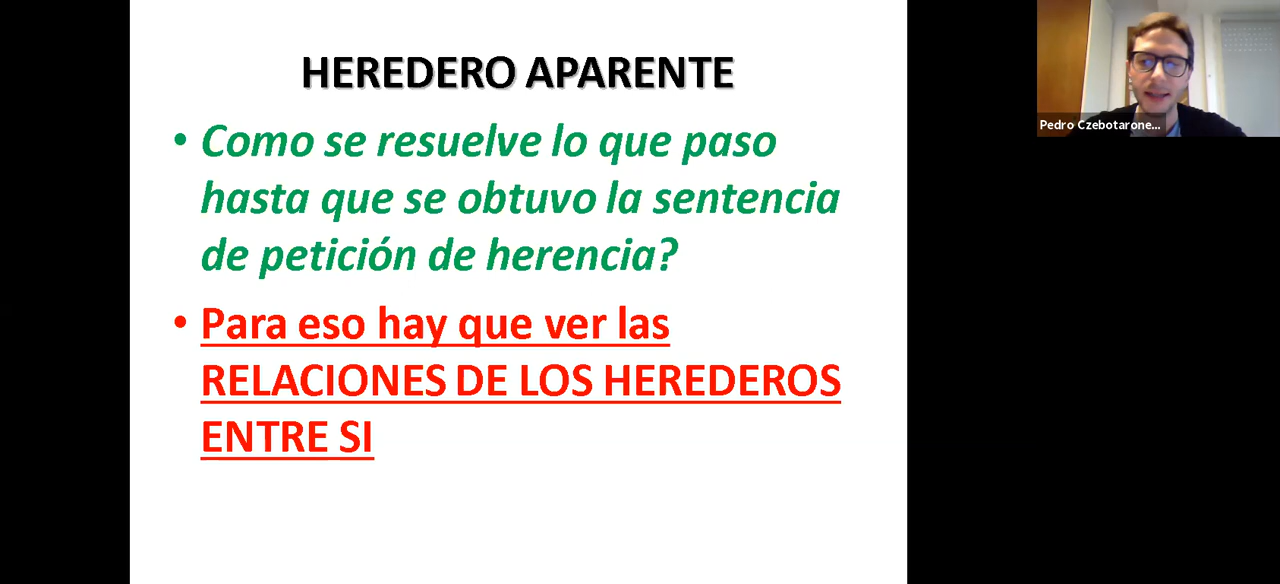 HEREDERO APARENTE
• Como se resuelve lo que paso
hasta que se obtuvo la sentencia
de petición de herencia?
• Para eso hay que ver las
RELACIONES DE LOS HEREDEROS
ENTRE SI
Pedro Czebotarone...